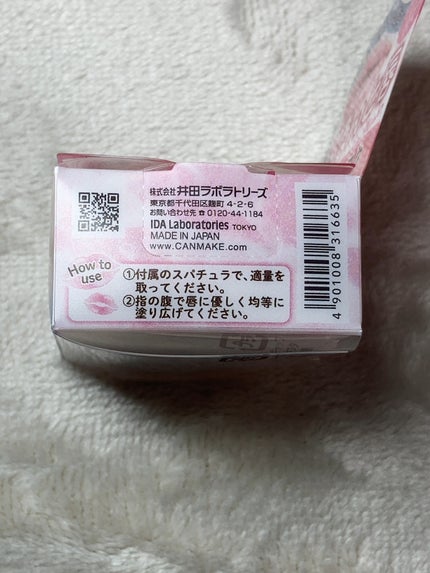 株式会社 井田ラボラトリーズ
東京都千代田区麹町 4-2-6
お問い合わせ先 ☎ 0120-44-1184
IDA Laboratories TOKYO
MADE IN JAPAN
www.CANMAKE.com
How to
use
①付属のスパチュラで、適量を
取ってください。
②指の腹で唇に優しく均等に
塗り広げてください。
4 901008 316635